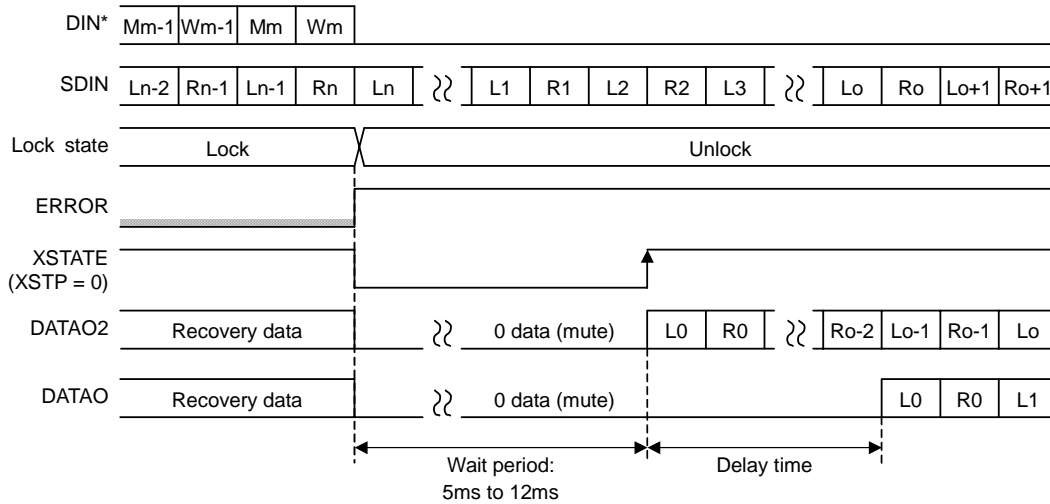 DIN* Mm-1 Wm-1 Mm Wm
SDIN Ln-2 Rn-1 Ln-1 Rn Ln L1 R1 L2 R2 L3 Lo Ro Lo+1 Ro+1
Lock state Lock Unlock
ERROR
XSTATE
(XSTP = 0)
DATAO2 Recovery data 0 data (mute) L0 R0 Ro-2 Lo-1 Ro-1 Lo
DATAO Recovery data 0 data (mute) L0 R0 L1
Wait period: Delay time
5ms to 12ms